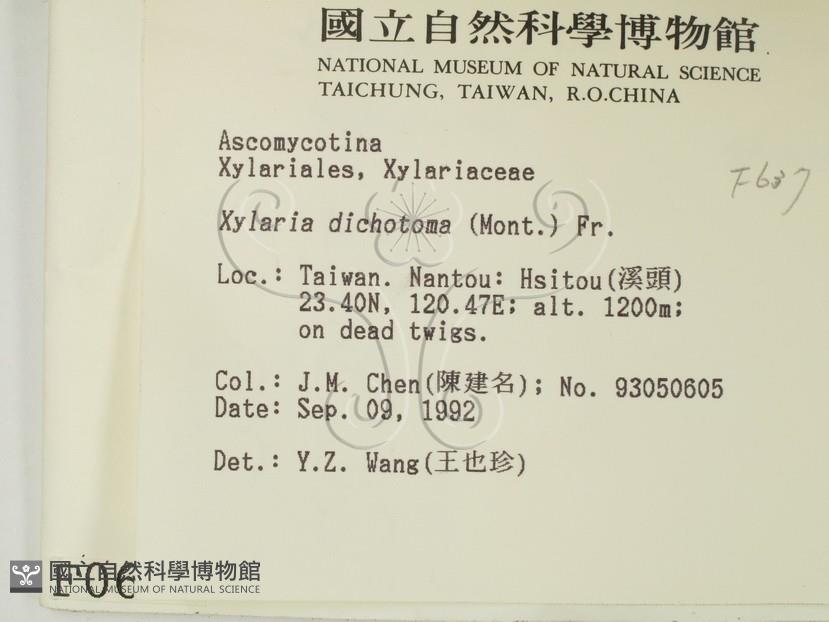 國立自然科學博物館
NATIONAL MUSEUM OF NATURAL SCIENCE
TAICHUNG, TAIWAN, R.O.CHINA
Ascomycotina
Xylariales, Xylariaceae
F637
Xylaria dichotoma (Mont.) Fr.
Loc.: Taiwan. Nantou: Hsitou(溪頭)
23.40N, 120.47E; alt. 1200m;
on dead twigs.
Col.: J.M. Chen(陳建名); No. 93050605
Date: Sep. 09, 1992
Det.: Y.Z. Wang(王也珍)
國立自然科學博物館
NATIONAL MUSEUM OF NATURAL SCIENCE